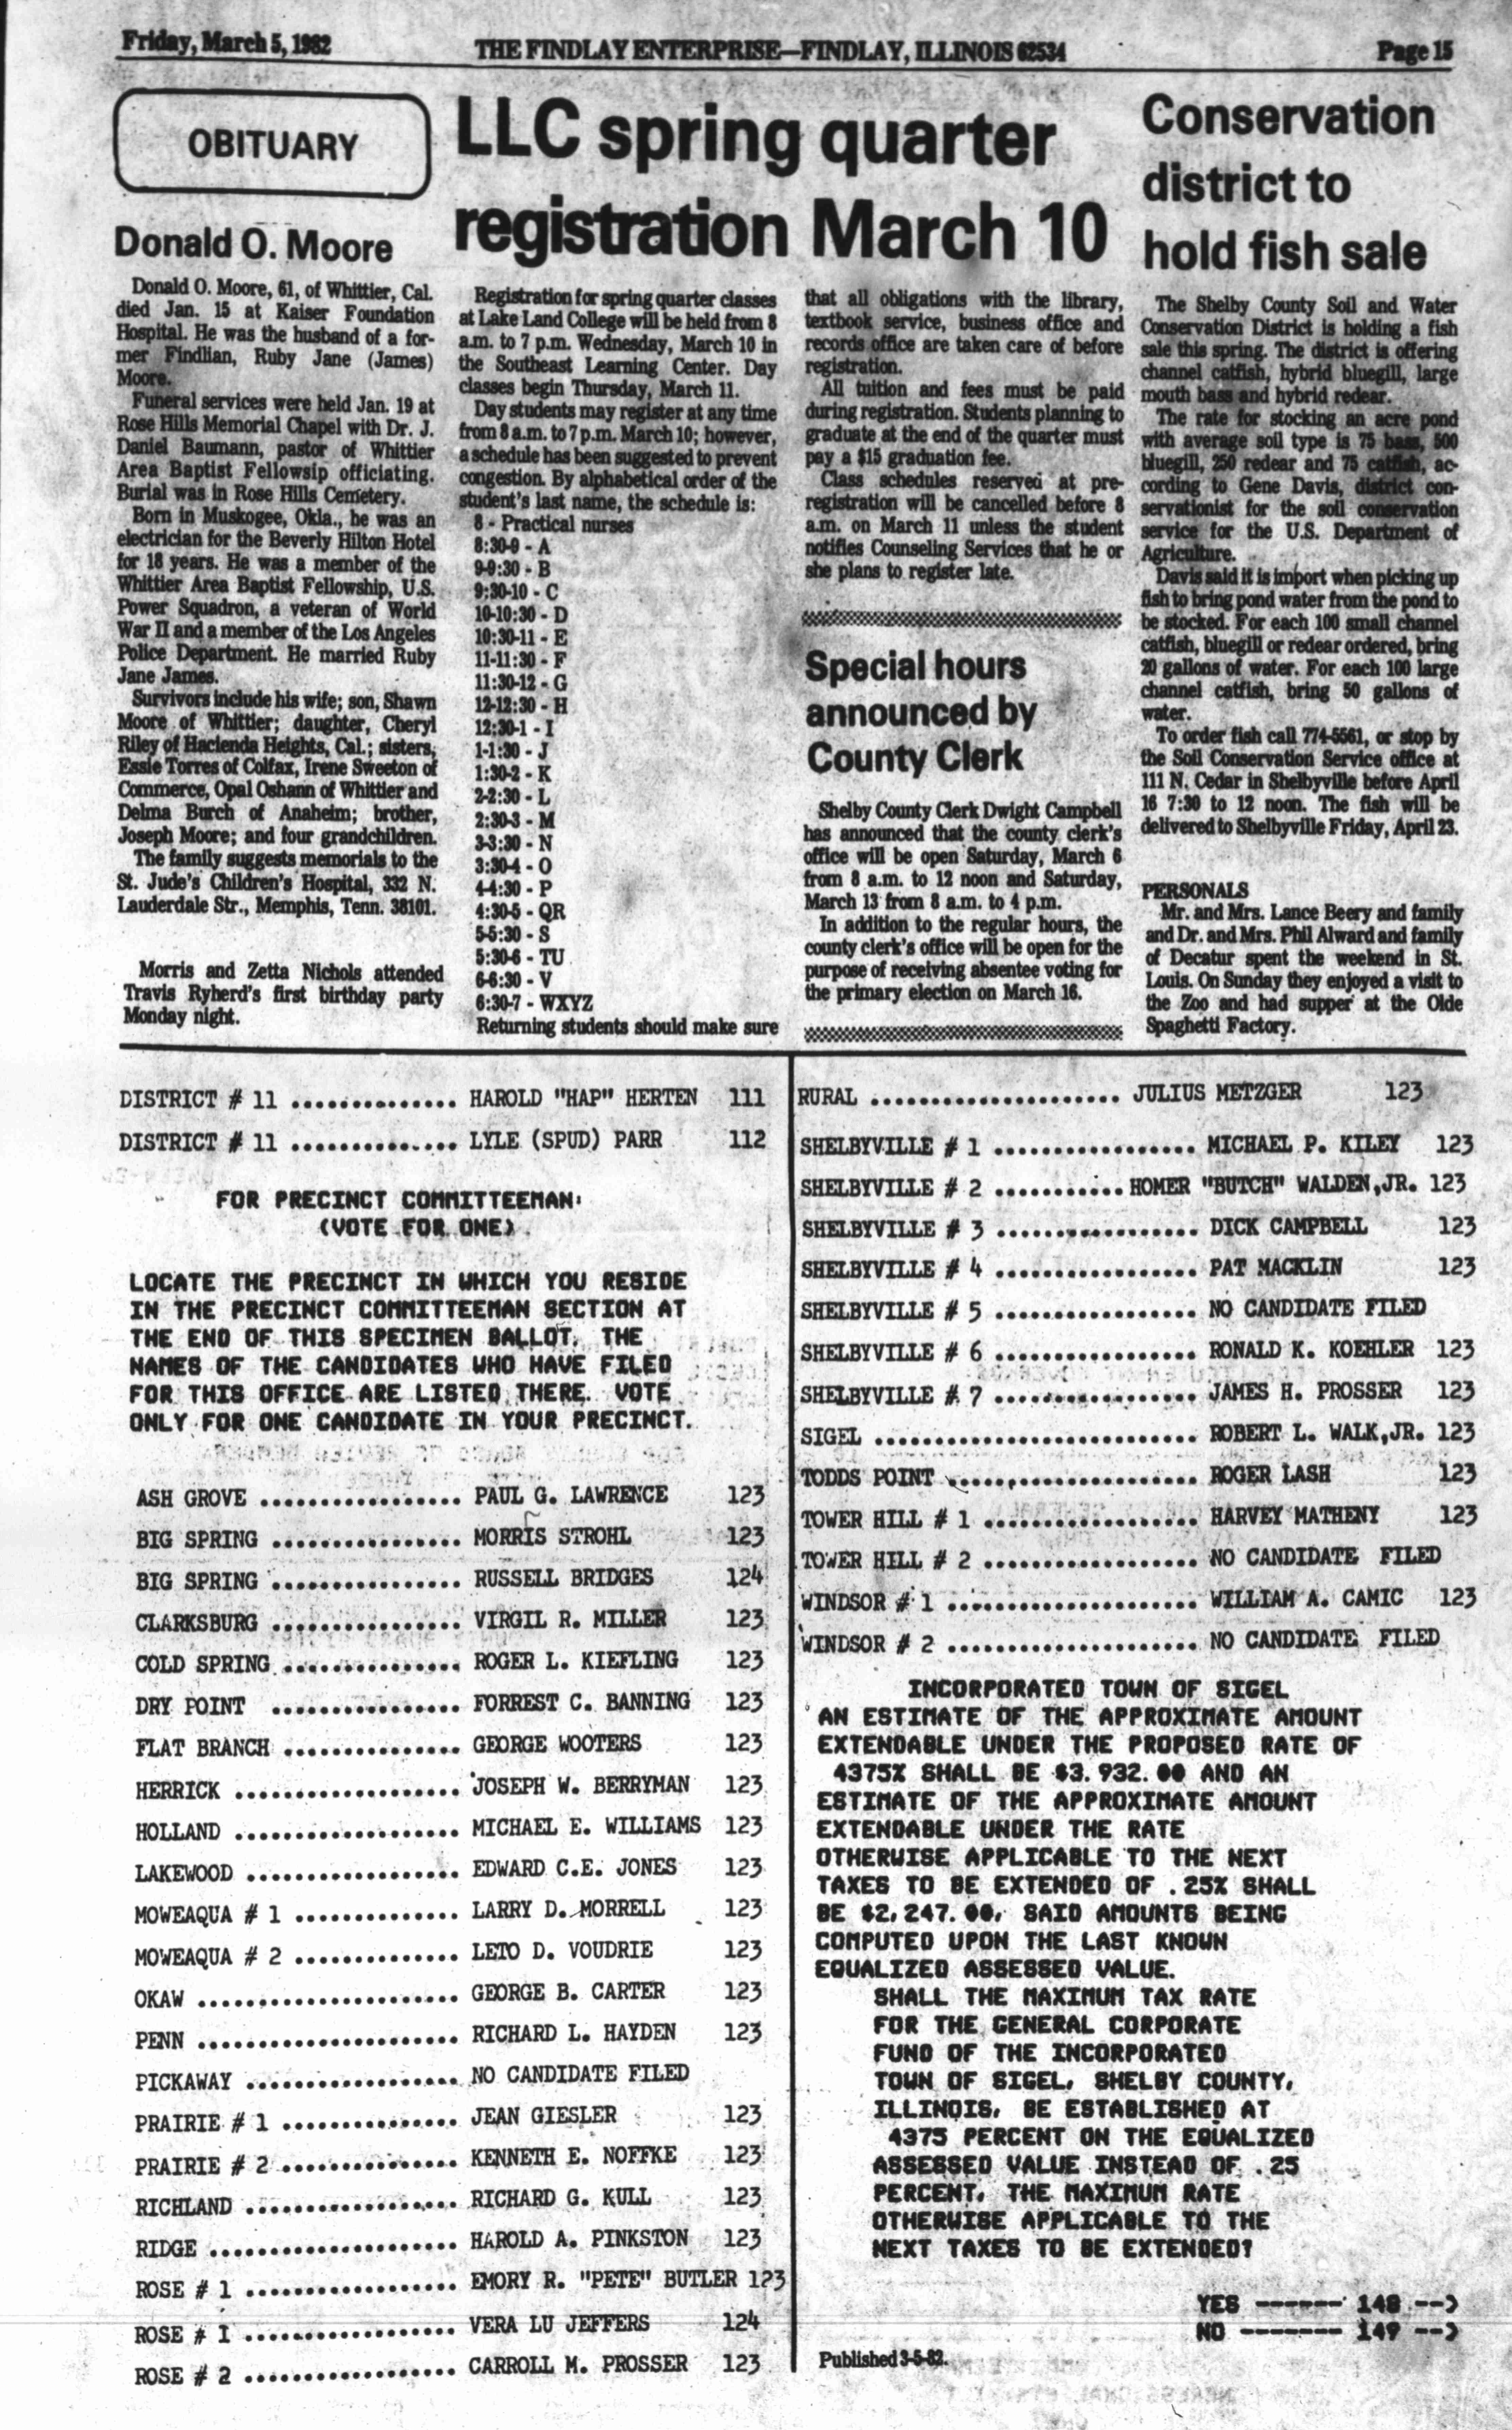 Friday, March 5, 1982
THE FINDLAY ENTERPRISE—FINDLAY, ILLINOIS 62534
Page 15
OBITUARY
Donald O. Moore
Donald O. Moore, 61, of Whittier, Cal.
died Jan. 15 at Kaiser Foundation
Hospital. He was the husband of a for-
mer Findlian, Ruby Jane (James)
Moore.
Funeral services were held Jan. 19 at
Rose Hills Memorial Chapel with Dr. J.
Daniel Baumann, pastor of Whittier
Area Baptist Fellowsip officiating.
Burial was in Rose Hills Cemetery.
Born in Muskogee, Okla., he was an
electrician for the Beverly Hilton Hotel
for 18 years. He was a member of the
Whittier Area Baptist Fellowship, U.S.
Power Squadron, a veteran of World
War II and a member of the Los Angeles
Police Department. He married Ruby
Jane James.
Survivors include his wife; son, Shawn
Moore of Whittier; daughter, Cheryl
Riley of Hacienda Heights, Cal.; sisters,
Essie Torres of Colfax, Irene Sweeton of
Commerce, Opal Oshann of Whittier and
Delma Burch of Anaheim; brother,
Joseph Moore; and four grandchildren.
The family suggests memorials to the
St. Jude's Children's Hospital, 332 N.
Lauderdale Str., Memphis, Tenn. 38101.
Morris and Zetta Nichols attended
Travis Ryherd's first birthday party
Monday night.
LLC spring quarter
registration March 10
Registration for spring quarter classes
at Lake Land College will be held from 8
a.m. to 7 p.m. Wednesday, March 10 in
the Southeast Learning Center. Day
classes begin Thursday, March 11.
Day students may register at any time
from 8 a.m. to 7 p.m. March 10; however,
a schedule has been suggested to prevent
congestion. By alphabetical order of the
student's last name, the schedule is:
8 - Practical nurses
8:30-9 - A
9-9:30 - B
9:30-10 - C
10-10:30 - D
10:30-11 - E
11-11:30 - F
11:30-12 - G
12-12:30 - H
12:30-1 - I
1-1:30 - J
1:30-2 - K
2-2:30 - L
2:30-3 - M
3-3:30 - N
3:30-4 - O
4-4:30 - P
4:30-5 - QR
5-5:30 - S
5:30-6 - TU
6-6:30 - V
6:30-7 - WXYZ
Returning students should make sure
that all obligations with the library,
textbook service, business office and
records office are taken care of before
registration.
All tuition and fees must be paid
during registration. Students planning to
graduate at the end of the quarter must
pay a $15 graduation fee.
Class schedules reserved at pre-
registration will be cancelled before 8
a.m. on March 11 unless the student
notifies Counseling Services that he or
she plans to register late.
Special hours
announced by
County Clerk
Shelby County Clerk Dwight Campbell
has announced that the county clerk's
office will be open Saturday, March 6
from 8 a.m. to 12 noon and Saturday,
March 13 from 8 a.m. to 4 p.m.
In addition to the regular hours, the
county clerk's office will be open for the
purpose of receiving absentee voting for
the primary election on March 16.
Conservation
district to
hold fish sale
The Shelby County Soil and Water
Conservation District is holding a fish
sale this spring. The district is offering
channel catfish, hybrid bluegill, large
mouth bass and hybrid redear.
The rate for stocking an acre pond
with average soil type is 75 bass, 500
bluegill, 250 redear and 75 catfish, ac-
cording to Gene Davis, district con-
servationist for the soil conservation
service for the U.S. Department of
Agriculture.
Davis said it is import when picking up
fish to bring pond water from the pond to
be stocked. For each 100 small channel
catfish, bluegill or redear ordered, bring
20 gallons of water. For each 100 large
channel catfish, bring 50 gallons of
water.
To order fish call 774-5561, or stop by
the Soil Conservation Service office at
111 N. Cedar in Shelbyville before April
16 7:30 to 12 noon. The fish will be
delivered to Shelbyville Friday, April 23.
PERSONALS
Mr. and Mrs. Lance Beery and family
and Dr. and Mrs. Phil Alward and family
of Decatur spent the weekend in St.
Louis. On Sunday they enjoyed a visit to
the Zoo and had supper at the Olde
Spaghetti Factory.
DISTRICT # 11 .............. HAROLD "HAP" HERTEN 111
DISTRICT # 11 .............. LYLE (SPUD) PARR 112
FOR PRECINCT COMMITTEEMAN:
(VOTE FOR ONE)
LOCATE THE PRECINCT IN WHICH YOU RESIDE
IN THE PRECINCT COMMITTEEMAN SECTION AT
THE END OF THIS SPECIMEN BALLOT, THE
NAMES OF THE CANDIDATES WHO HAVE FILED
FOR THIS OFFICE ARE LISTED THERE. VOTE
ONLY FOR ONE CANDIDATE IN YOUR PRECINCT.
ASH GROVE ................. PAUL G. LAWRENCE 123
BIG SPRING ................ MORRIS STROHL 123
BIG SPRING ................ RUSSELL BRIDGES 124
CLARKSBURG ................ VIRGIL R. MILLER 123
COLD SPRING ............... ROGER L. KIEFLING 123
DRY POINT ................ FORREST C. BANNING 123
FLAT BRANCH ............... GEORGE WOOTERS 123
HERRICK ................... JOSEPH W. BERRYMAN 123
HOLLAND ................... MICHAEL E. WILLIAMS 123
LAKEWOOD .................. EDWARD C.E. JONES 123
MOWEAQUA # 1 .............. LARRY D. MORRELL 123
MOWEAQUA # 2 .............. LETO D. VOUDRIE 123
OKAW ...................... GEORGE B. CARTER 123
PENN ...................... RICHARD L. HAYDEN 123
PICKAWAY .................. NO CANDIDATE FILED
PRAIRIE # 1 ............... JEAN GIESLER 123
PRAIRIE # 2 ............... KENNETH E. NOFFKE 123
RICHLAND .................. RICHARD G. KULL 123
RIDGE ..................... HAROLD A. PINKSTON 123
ROSE # 1 .................. EMORY R. "PETE" BUTLER 123
ROSE # 1 .................. VERA LU JEFFERS 124
ROSE # 2 .................. CARROLL M. PROSSER 123
RURAL ..................... JULIUS METZGER 123
SHELBYVILLE # 1 ................. MICHAEL P. KILEY 123
SHELBYVILLE # 2 ........... HOMER "BUTCH" WALDEN,JR. 123
SHELBYVILLE # 3 ................. DICK CAMPBELL 123
SHELBYVILLE # 4 ................. PAT MACKLIN 123
SHELBYVILLE # 5 ................. NO CANDIDATE FILED
SHELBYVILLE # 6 ................. RONALD K. KOEHLER 123
SHELBYVILLE # 7 ................. JAMES H. PROSSER 123
SIGEL ........................... ROBERT L. WALK,JR. 123
TODDS POINT ..................... ROGER LASH 123
TOWER HILL # 1 .................. HARVEY MATHENY 123
TOWER HILL # 2 .................. NO CANDIDATE FILED
WINDSOR # 1 ..................... WILLIAM A. CAMIC 123
WINDSOR # 2 ..................... NO CANDIDATE FILED
INCORPORATED TOWN OF SIGEL
AN ESTIMATE OF THE APPROXIMATE AMOUNT
EXTENDABLE UNDER THE PROPOSED RATE OF
4375% SHALL BE $3,932.00 AND AN
ESTIMATE OF THE APPROXIMATE AMOUNT
EXTENDABLE UNDER THE RATE
OTHERWISE APPLICABLE TO THE NEXT
TAXES TO BE EXTENDED OF .25% SHALL
BE $2,247.00, SAID AMOUNTS BEING
COMPUTED UPON THE LAST KNOWN
EQUALIZED ASSESSED VALUE.
SHALL THE MAXIMUM TAX RATE
FOR THE GENERAL CORPORATE
FUND OF THE INCORPORATED
TOWN OF SIGEL, SHELBY COUNTY,
ILLINOIS, BE ESTABLISHED AT
4375 PERCENT ON THE EQUALIZED
ASSESSED VALUE INSTEAD OF .25
PERCENT, THE MAXIMUM RATE
OTHERWISE APPLICABLE TO THE
NEXT TAXES TO BE EXTENDED?
YES ------ 148 -->
NO ------- 149 -->
Published 3-5-82.